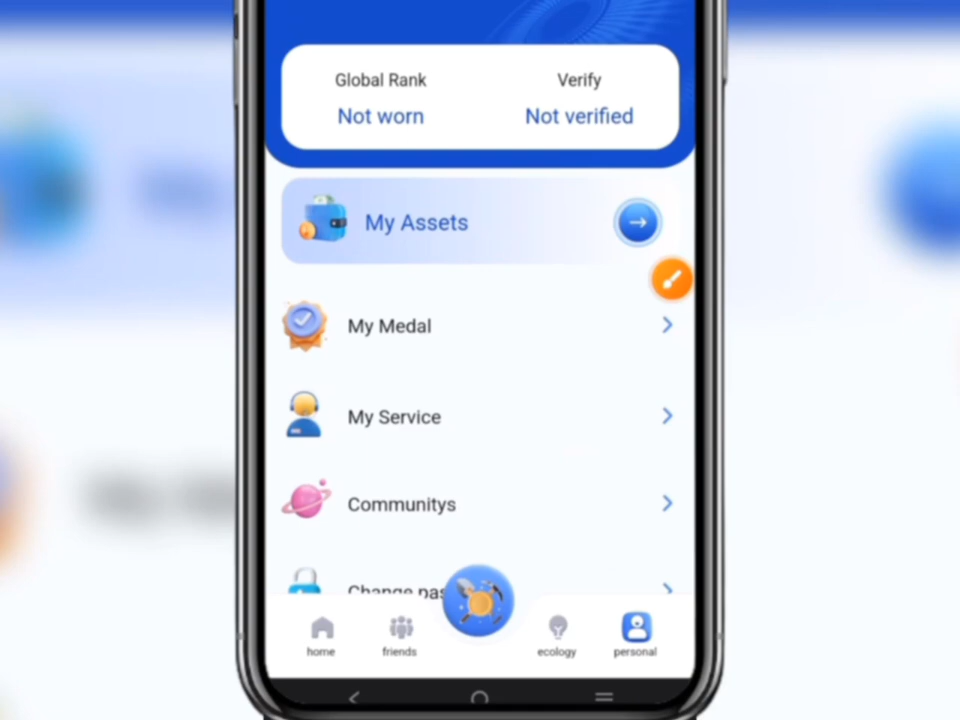 Global Rank
Verify
Not worn
Not verified
My Assets
My Medal
My Service
Communitys
Change pas
home
friends
ecology
personal